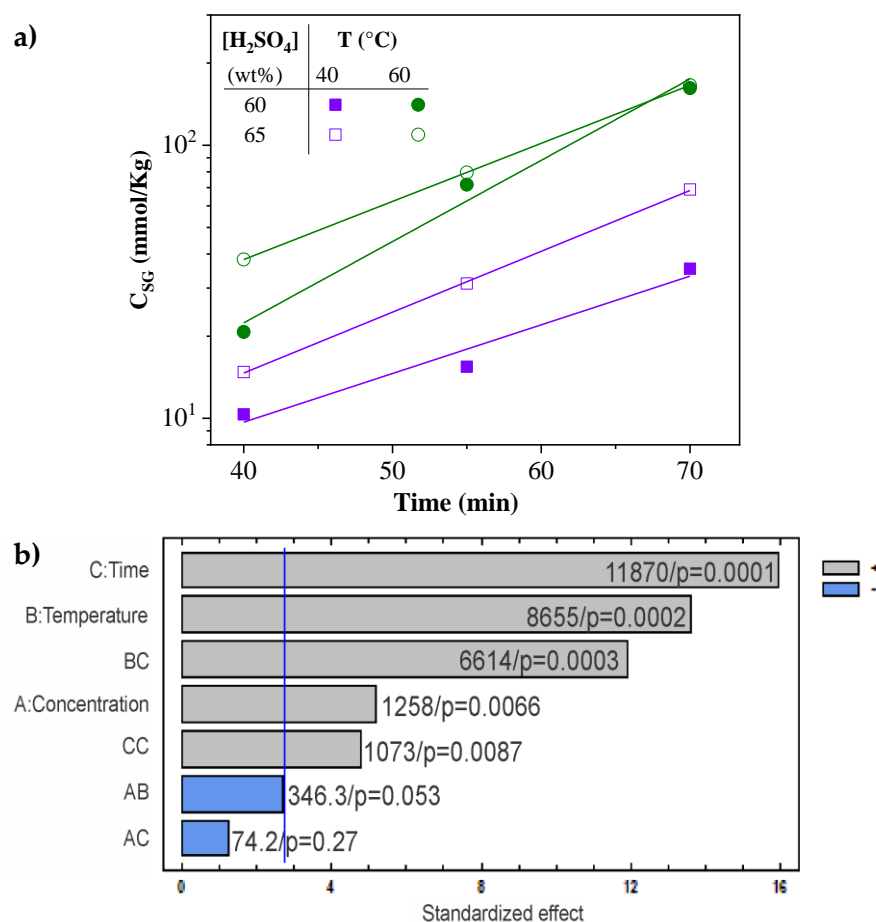 a)
[H₂SO₄] T (°C)
(wt%) 40 60
60
65
10²
10¹
C_SG (mmol/Kg)
40 50 60 70
Time (min)
b)
C:Time 11870/p=0.0001
B:Temperature 8655/p=0.0002
BC 6614/p=0.0003
A:Concentration 1258/p=0.0066
CC 1073/p=0.0087
AB 346.3/p=0.053
AC 74.2/p=0.27
0 4 8 12 16
Standardized effect
+
-